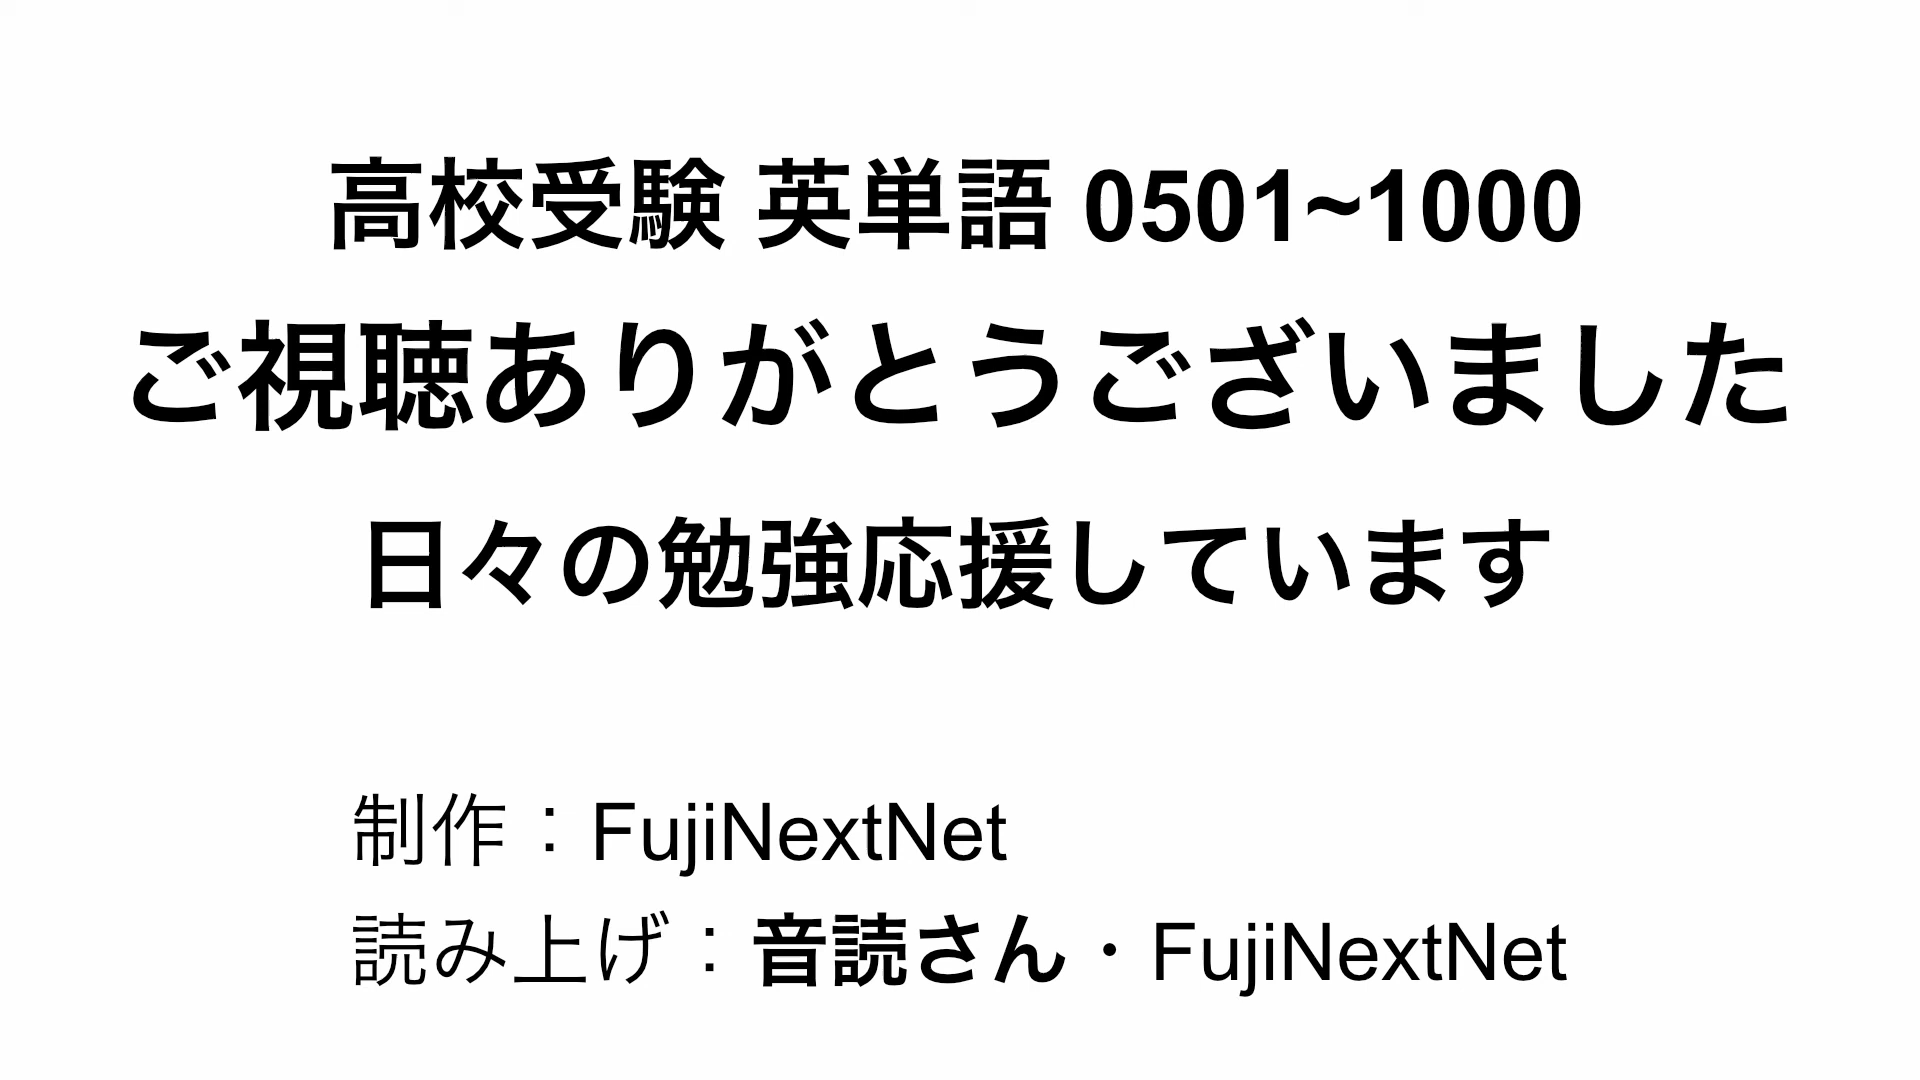 高校受験 英単語 0501~1000
ご視聴ありがとうございました
日々の勉強応援しています
制作：FujiNextNet
読み上げ：音読さん・FujiNextNet